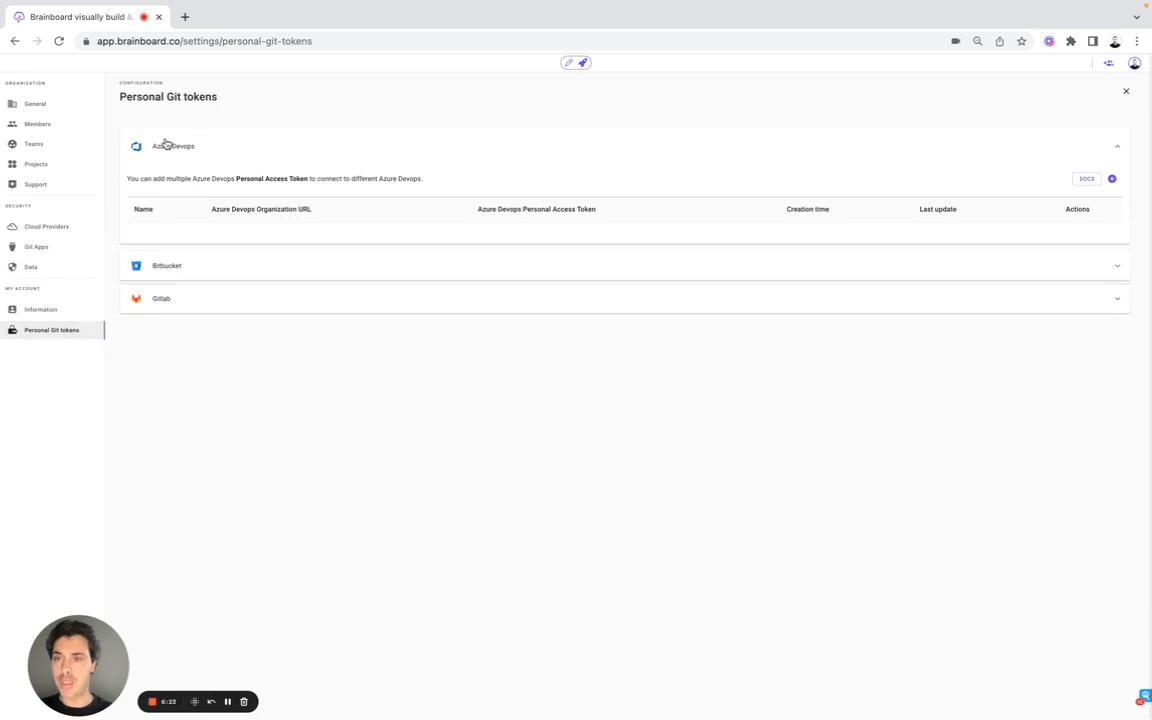 Brainboard visually build &
app.brainboard.co/settings/personal-git-tokens
ORGANIZATION
General
Members
Teams
Projects
Support
SECURITY
Cloud Providers
Git Apps
Data
MY ACCOUNT
Information
Personal Git tokens
CONFIGURATION
Personal Git tokens
Azure Devops
You can add multiple Azure Devops Personal Access Token to connect to different Azure Devops.
DOCS
Name Azure Devops Organization URL Azure Devops Personal Access Token Creation time Last update Actions
Bitbucket
Gitlab
6:23